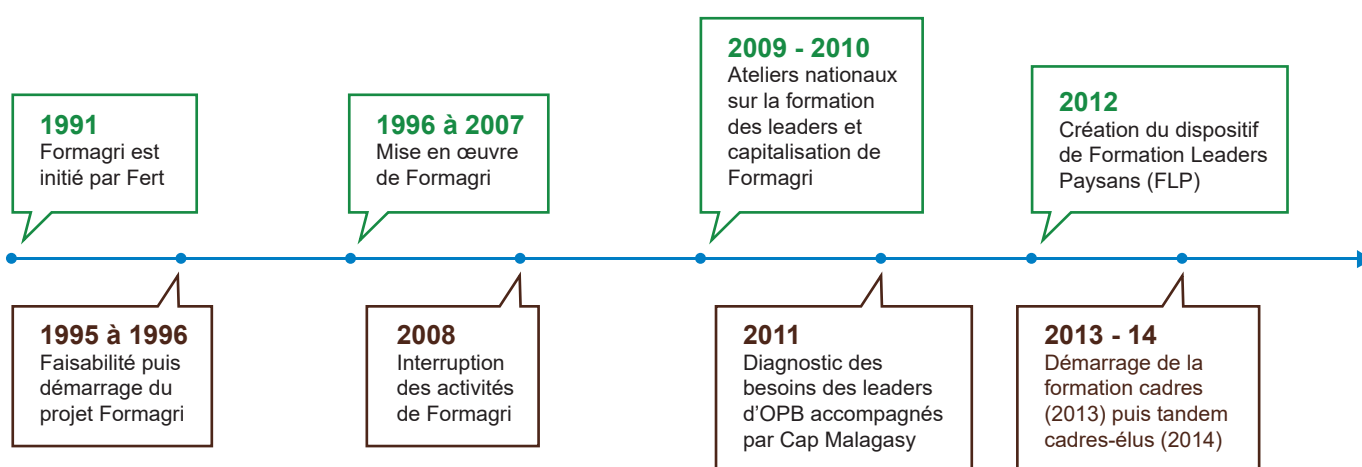 1991
Formagri est
initié par Fert
1995 à 1996
Faisabilité puis
démarrage du
projet Formagri
1996 à 2007
Mise en œuvre
de Formagri
2008
Interruption
des activités
de Formagri
2009 - 2010
Ateliers nationaux
sur la formation
des leaders et
capitalisation de
Formagri
2011
Diagnostic des
besoins des leaders
d’OPB accompagnés
par Cap Malagasy
2012
Création du dispositif
de Formation Leaders
Paysans (FLP)
2013 - 14
Démarrage de la
formation cadres
(2013) puis tandem
cadres-élus (2014)